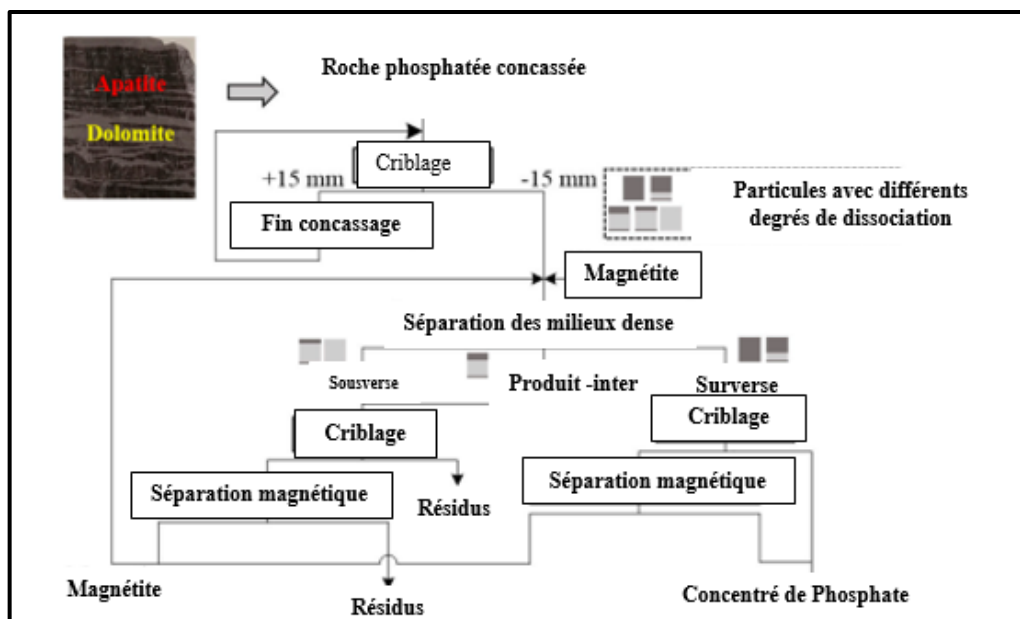 Apatite
Dolomite
Roche phosphatée concassée
Criblage
+15 mm
-15 mm
Fin concassage
Particules avec différents
degrés de dissociation
Magnétite
Séparation des milieux dense
Sousverse
Produit -inter
Surverse
Criblage
Criblage
Séparation magnétique
Séparation magnétique
Résidus
Magnétite
Résidus
Concentré de Phosphate